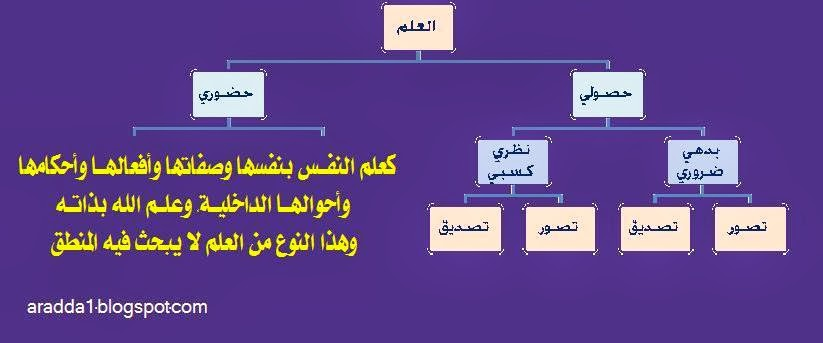 العلم
حصولي
حضوري
بدهي
ضروري
نظري
كسبي
تصور
تصديق
تصور
تصديق
كعلم النفس بنفسها وصفاتها وأفعالها وأحكامها
وأحوالها الداخلية. وعلم الله بذاته
وهذا النوع من العلم لا يبحث فيه المنطق
aradda1.blogspot.com